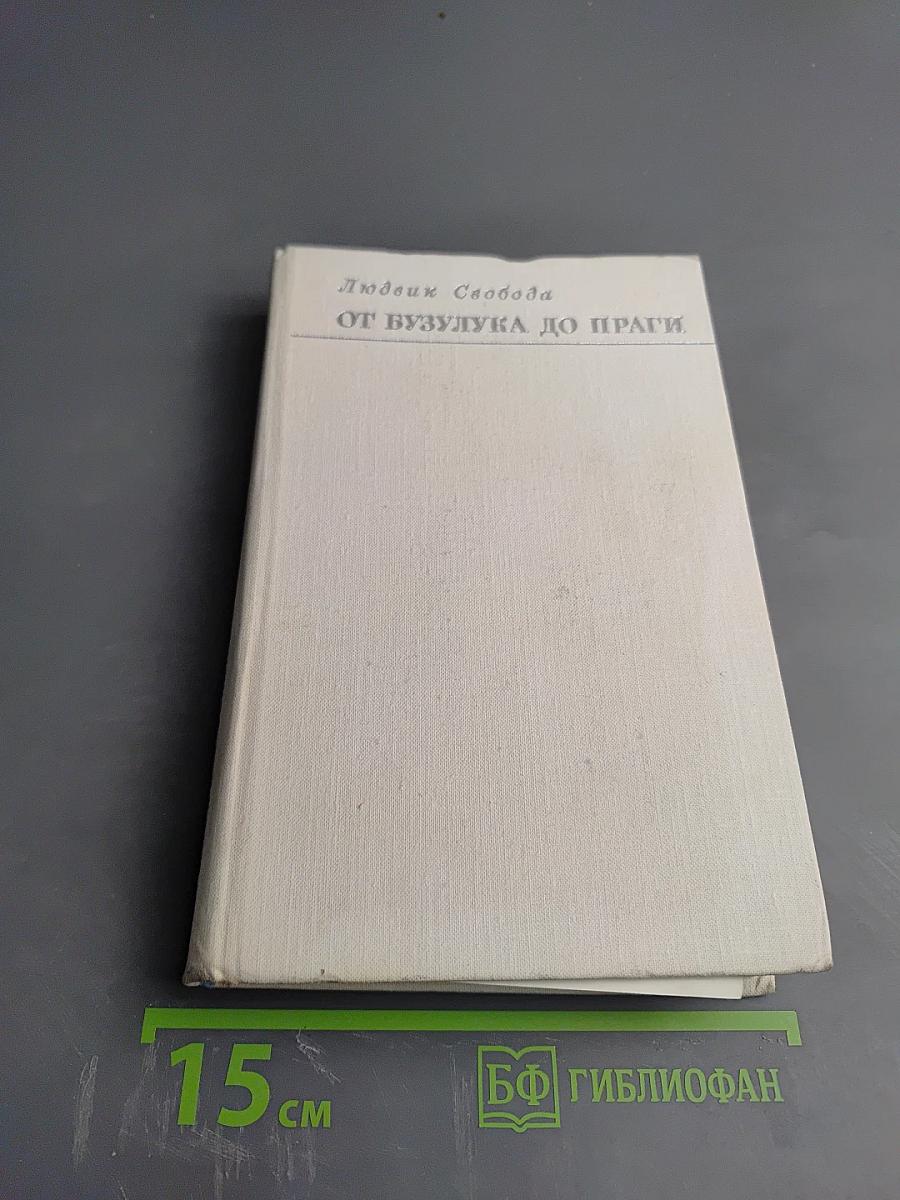 Людвик Свобода
ОТ БУЗУЛУКА ДО ПРАГИ
15 см
БФ ГИБЛИОФАН